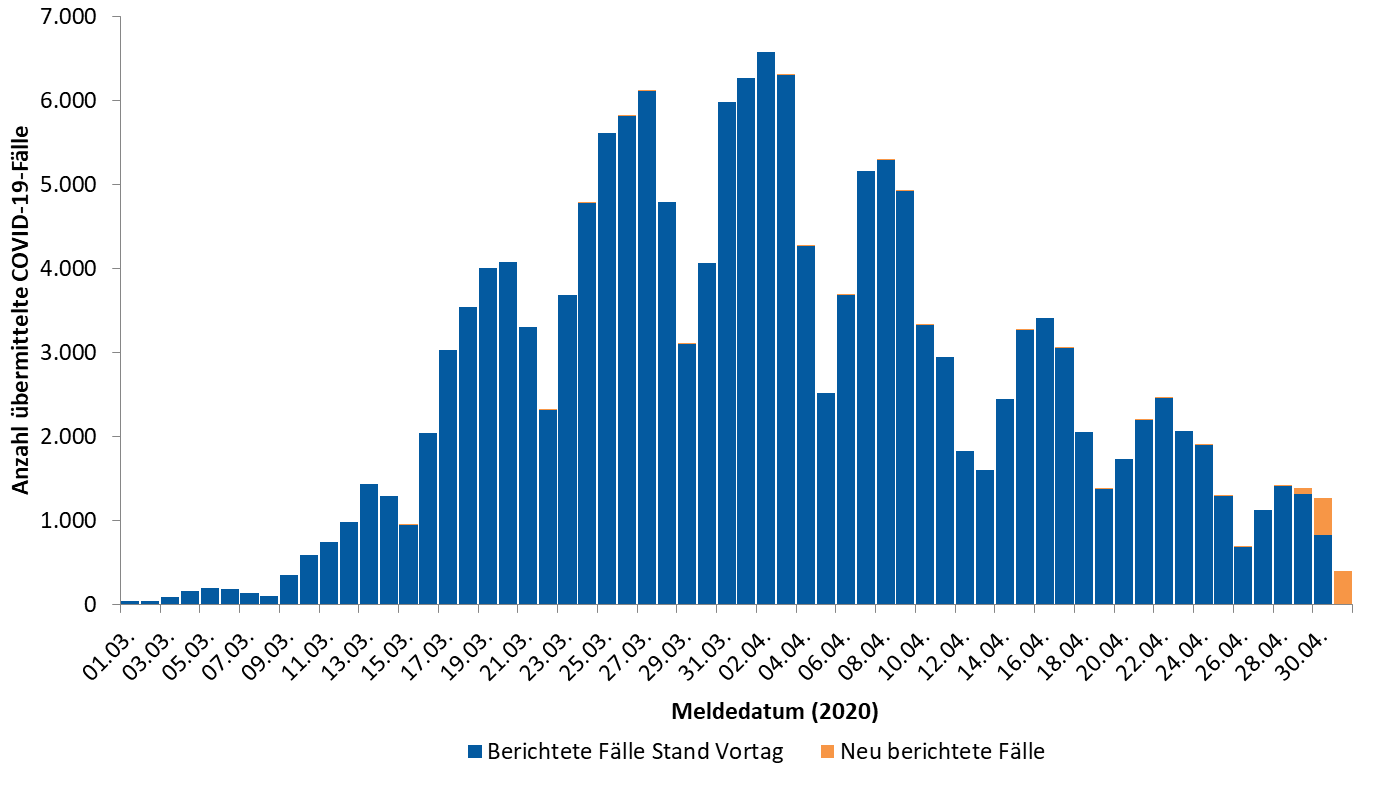 7.000
6.000
5.000
4.000
3.000
2.000
1.000
0
Anzahl übermittelte COVID-19-Fälle
01.03. 03.03. 05.03. 07.03. 09.03. 11.03. 13.03. 15.03. 17.03. 19.03. 21.03. 23.03. 25.03. 27.03. 29.03. 31.03. 02.04. 04.04. 06.04. 08.04. 10.04. 12.04. 14.04. 16.04. 18.04. 20.04. 22.04. 24.04. 26.04. 28.04. 30.04.
Meldedatum (2020)
Berichtete Fälle Stand Vortag Neu berichtete Fälle